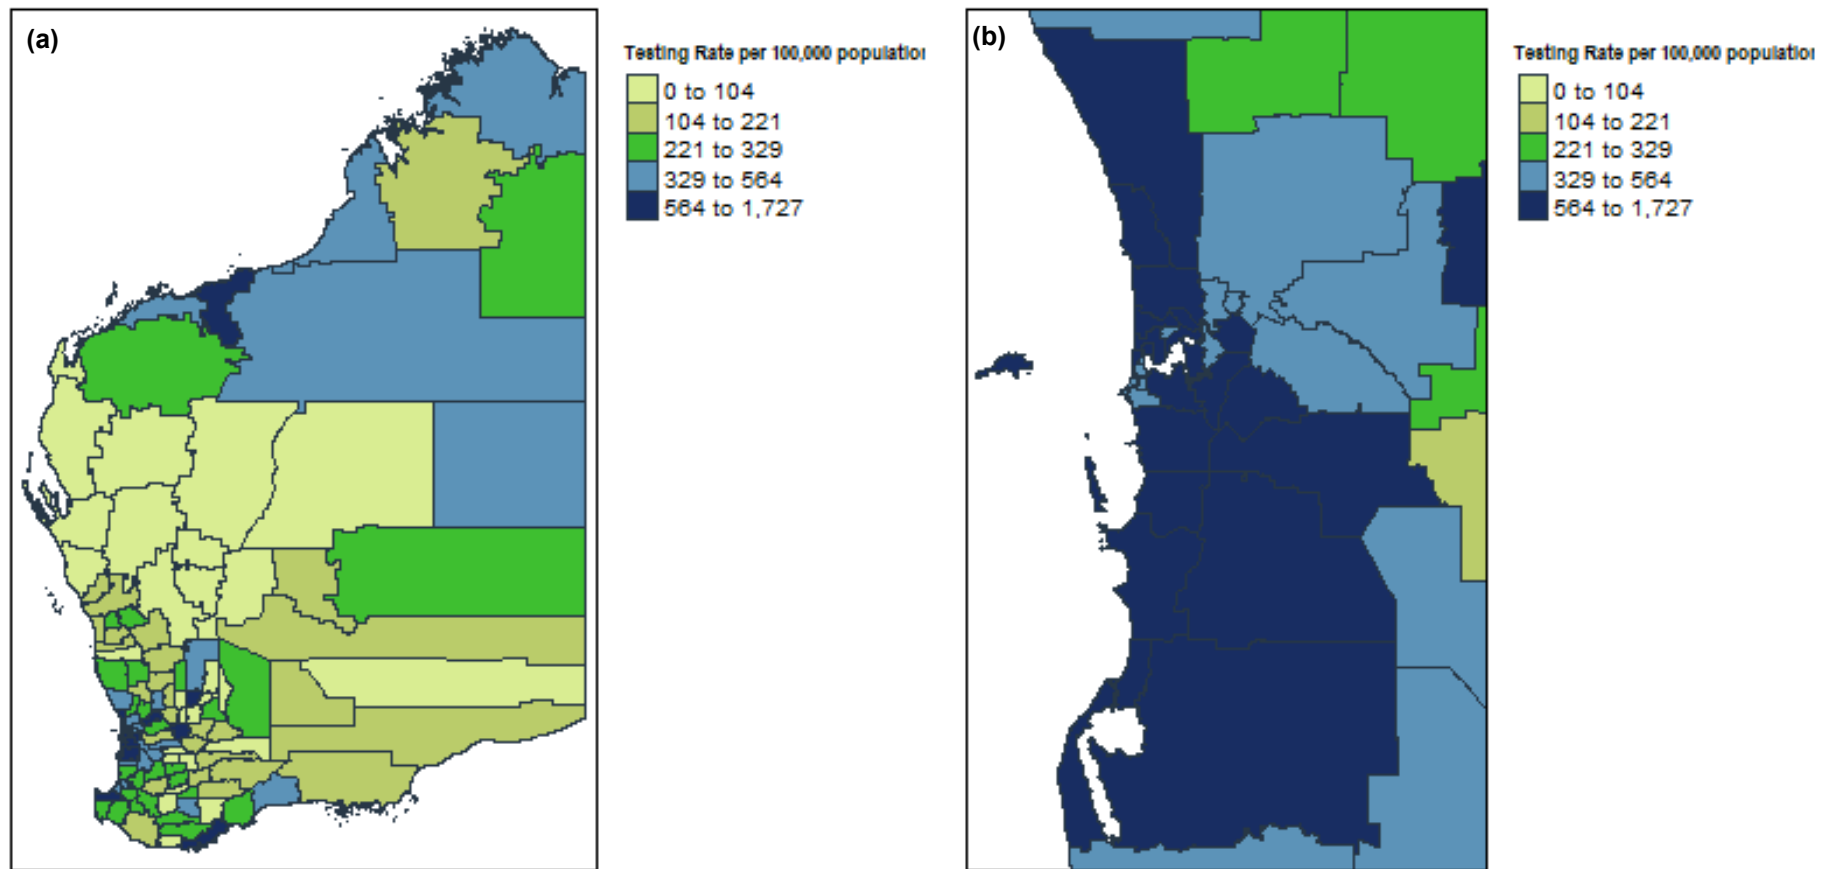 (a)
Testing Rate per 100,000 population
0 to 104
104 to 221
221 to 329
329 to 564
564 to 1,727
(b)
Testing Rate per 100,000 population
0 to 104
104 to 221
221 to 329
329 to 564
564 to 1,727